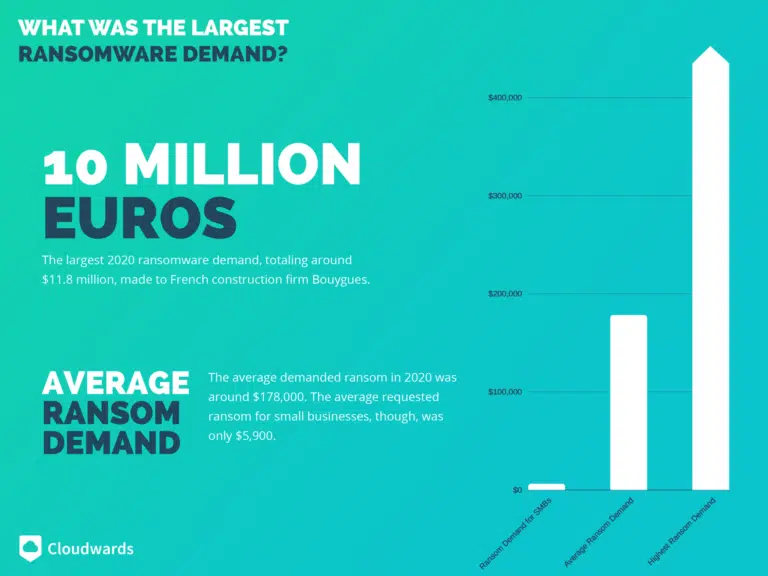 WHAT WAS THE LARGEST
RANSOMWARE DEMAND?
10 MILLION
EUROS
The largest 2020 ransomware demand, totaling around
$11.8 million, made to French construction firm Bouygues.
AVERAGE
RANSOM
DEMAND
The average demanded ransom in 2020 was
around $178,000. The average requested
ransom for small businesses, though, was
only $5,900.
$400,000
$300,000
$200,000
$100,000
$0
Ransom Demand for SMBs
Average Ransom Demand
Highest Ransom Demand
Cloudwards